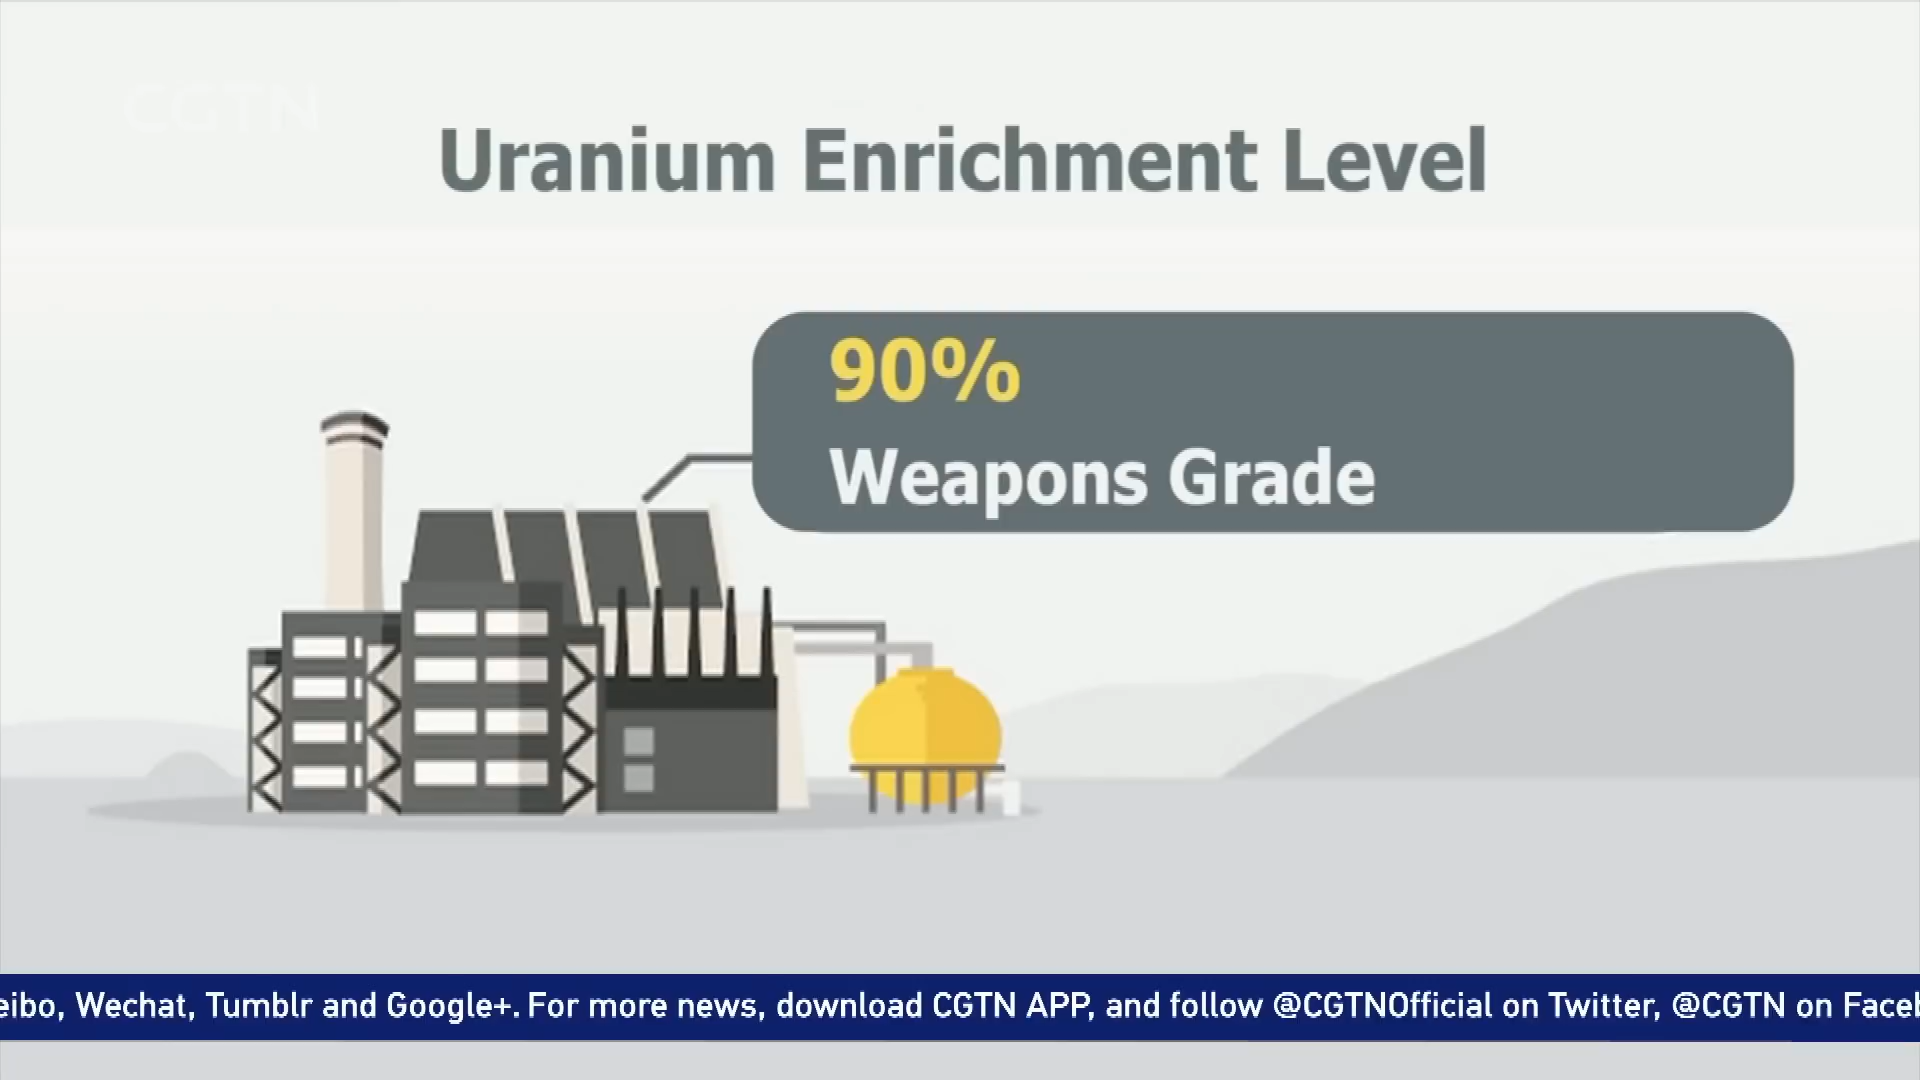 CGTN
Uranium Enrichment Level
90%
Weapons Grade
eibo, Wechat, Tumblr and Google+. For more news, download CGTN APP, and follow @CGTNOfficial on Twitter, @CGTN on Faceb